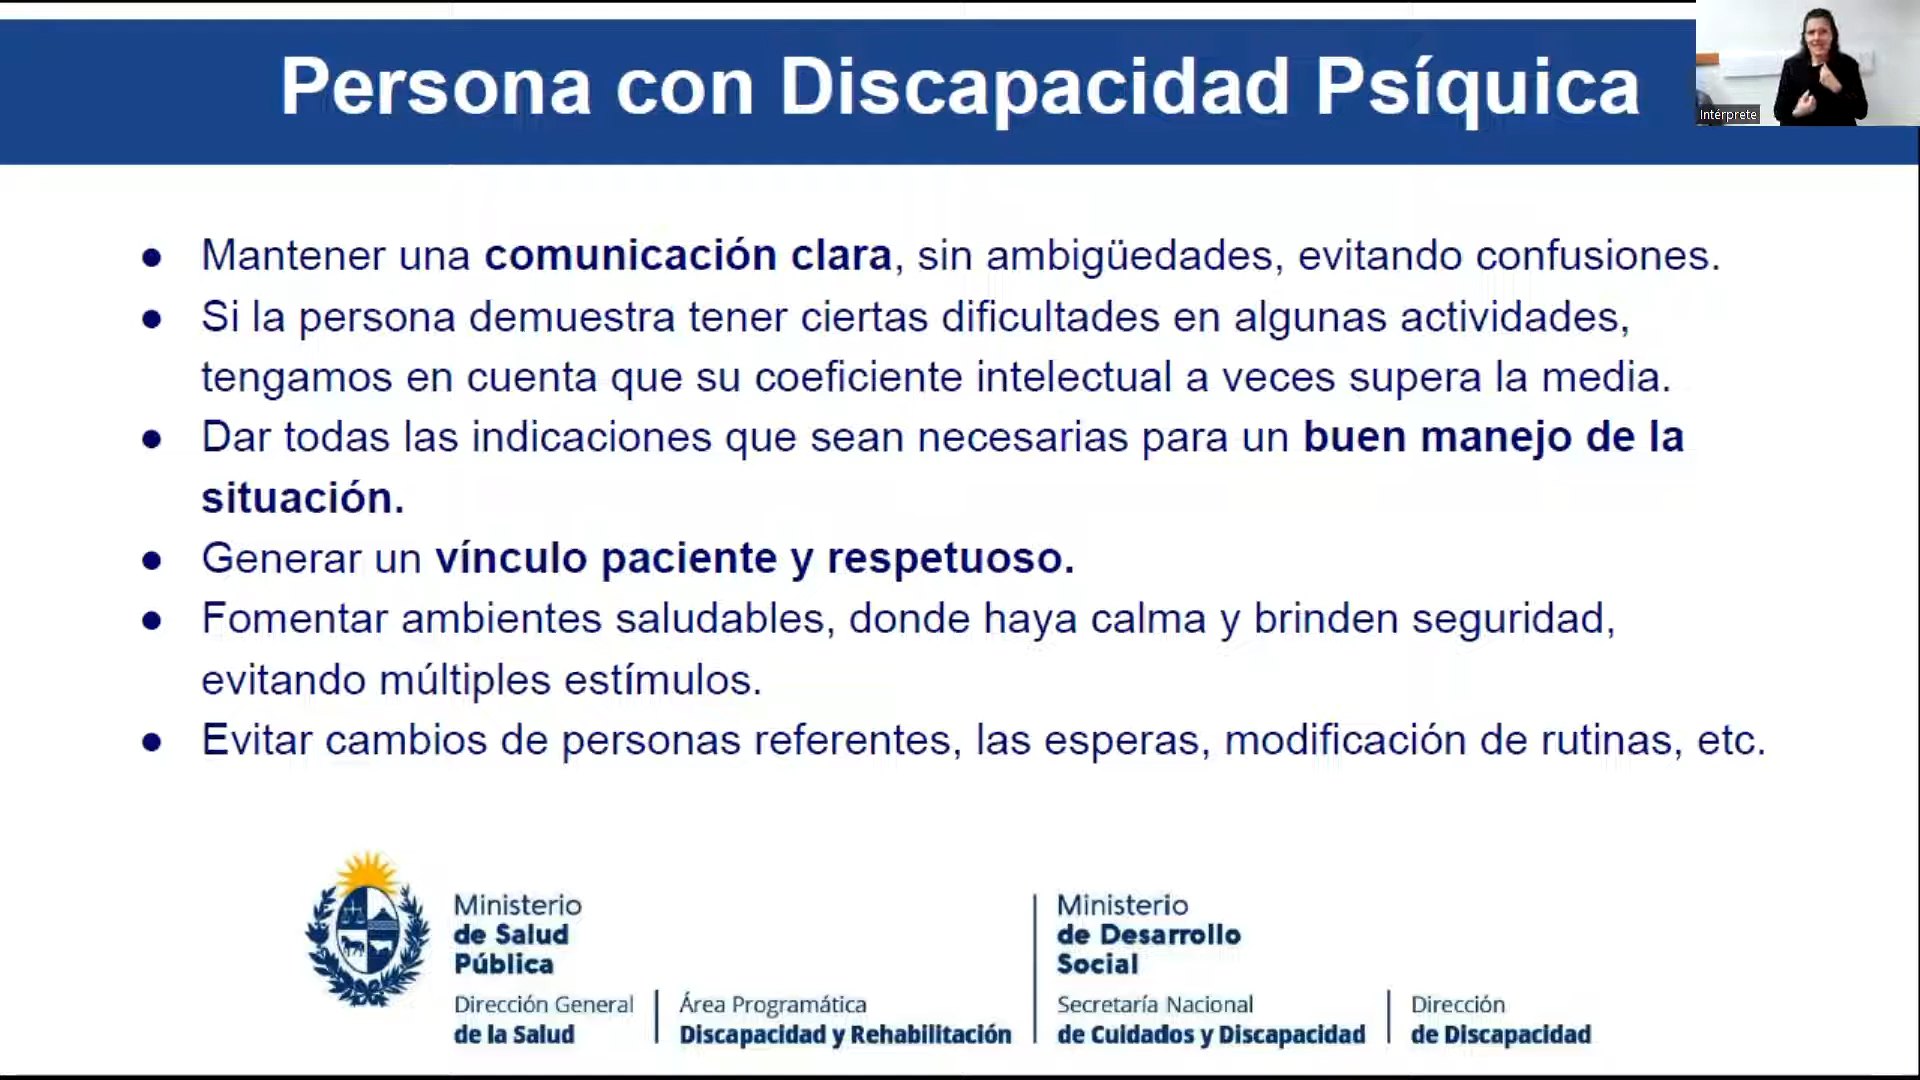 Persona con Discapacidad Psíquica
Intérprete
● Mantener una comunicación clara, sin ambigüedades, evitando confusiones.
● Si la persona demuestra tener ciertas dificultades en algunas actividades,
tengamos en cuenta que su coeficiente intelectual a veces supera la media.
● Dar todas las indicaciones que sean necesarias para un buen manejo de la
situación.
● Generar un vínculo paciente y respetuoso.
● Fomentar ambientes saludables, donde haya calma y brinden seguridad,
evitando múltiples estímulos.
● Evitar cambios de personas referentes, las esperas, modificación de rutinas, etc.
Ministerio
de Salud
Pública
Dirección General
de la Salud
Área Programática
Discapacidad y Rehabilitación
Ministerio
de Desarrollo
Social
Secretaría Nacional
de Cuidados y Discapacidad
Dirección
de Discapacidad